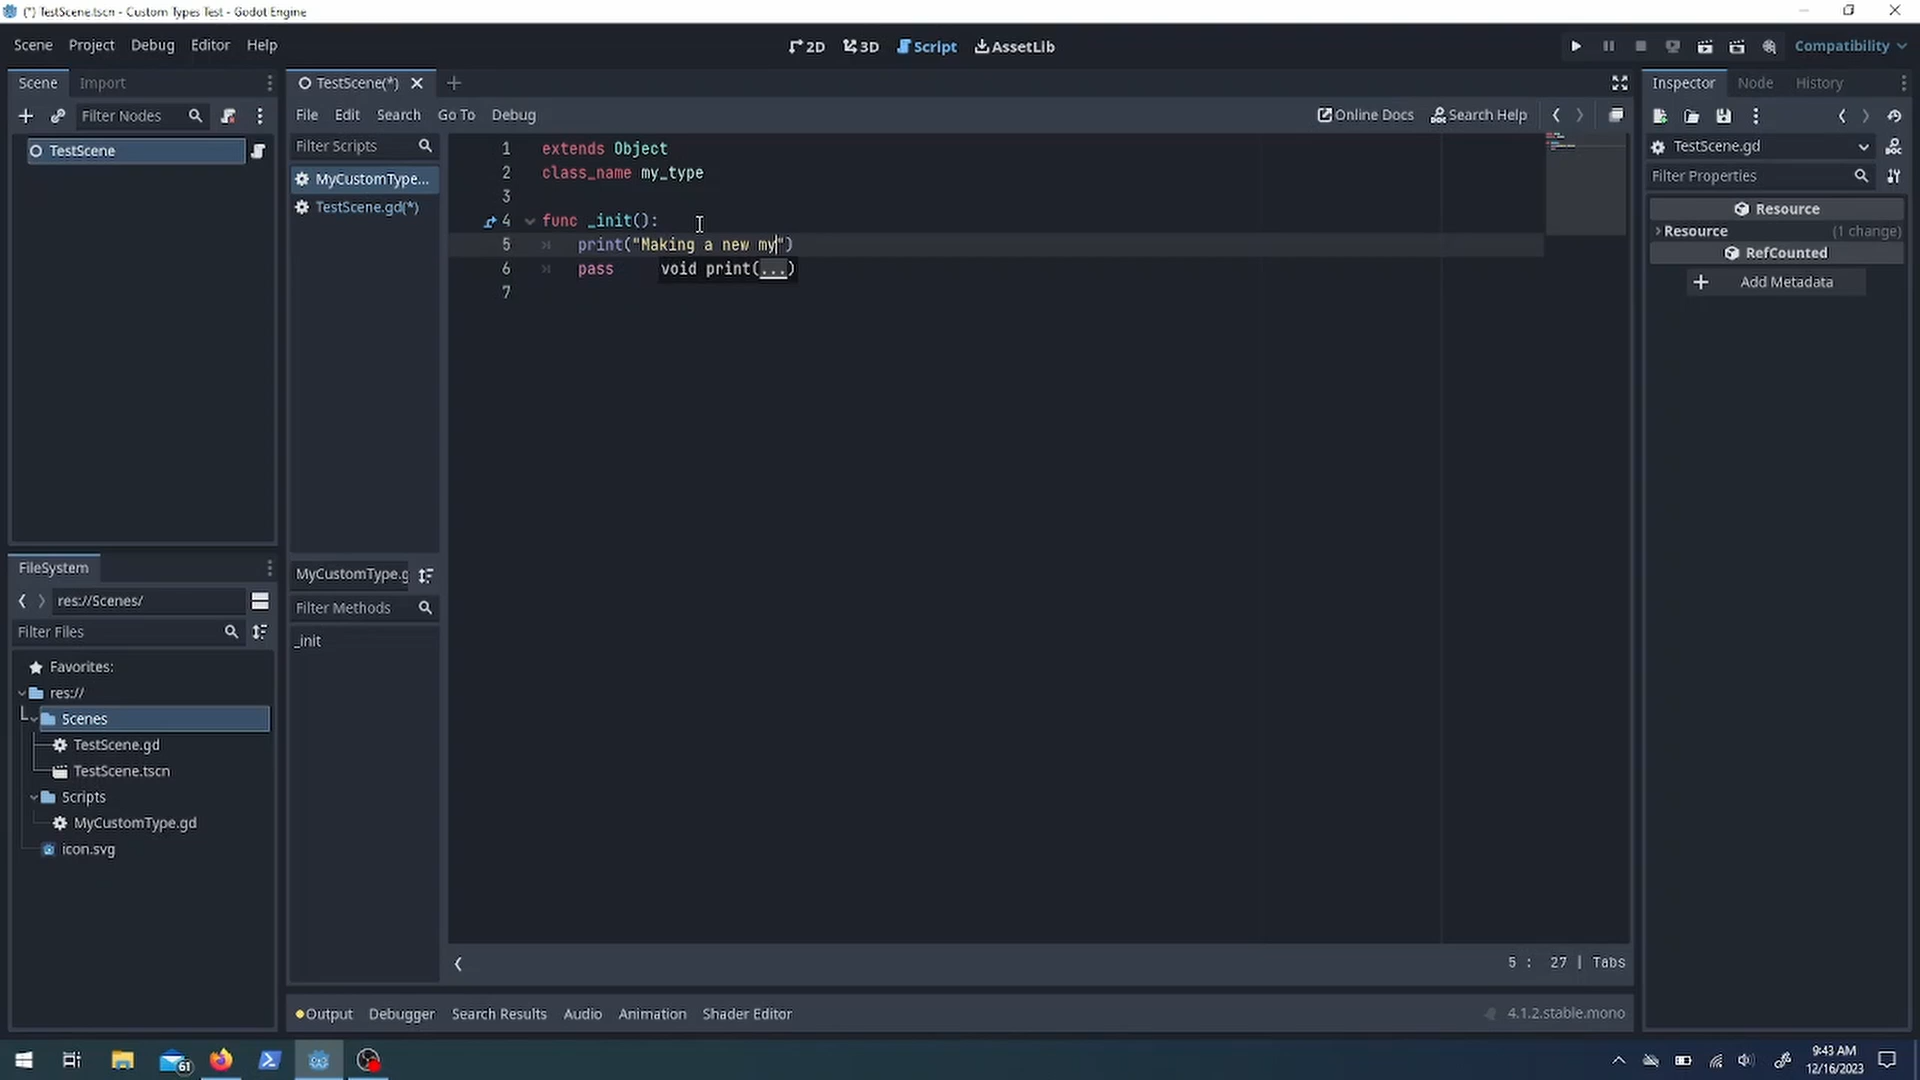 (*) TestScene.tscn - Custom Types Test - Godot Engine
Scene Project Debug Editor Help
2D 3D Script AssetLib
Compatibility
Scene Import
TestScene(*)
Inspector Node History
Filter Nodes
File Edit Search Go To Debug
Online Docs Search Help
TestScene
Filter Scripts
MyCustomType...
TestScene.gd(*)
1 extends Object
2 class_name my_type
3
4 func _init():
5 print("Making a new my")
6 pass
void print(...)
7
TestScene.gd
Filter Properties
Resource
Resource (1 change)
RefCounted
Add Metadata
FileSystem
res://Scenes/
Filter Files
Favorites:
res://
Scenes
TestScene.gd
TestScene.tscn
Scripts
MyCustomType.gd
icon.svg
MyCustomType.g
Filter Methods
_init
5 : 27 | Tabs
Output Debugger Search Results Audio Animation Shader Editor
4.1.2.stable.mono
61
9:43 AM
12/16/2023